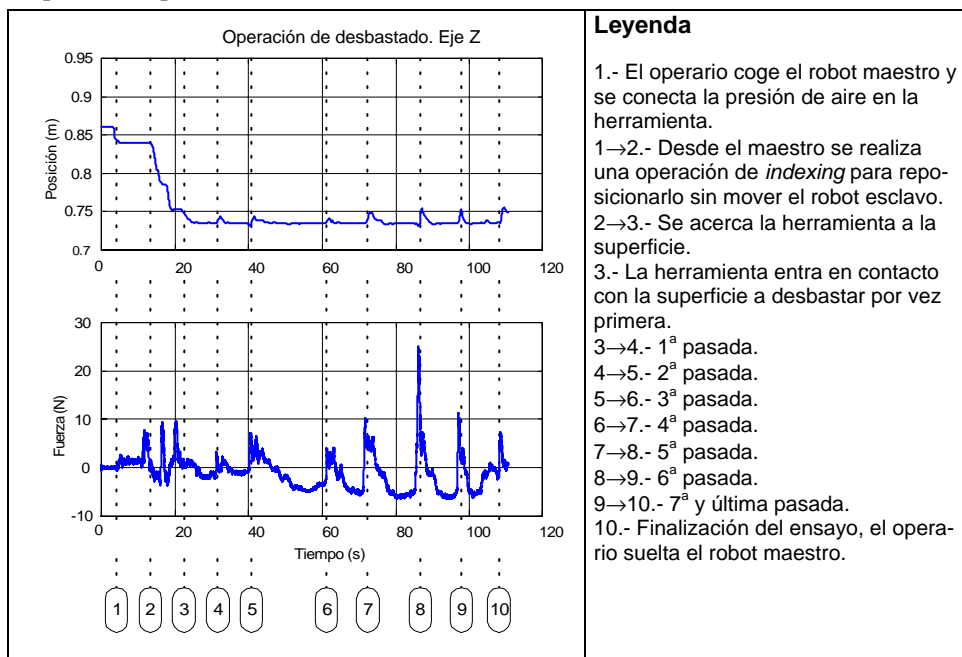 Operación de desbastado. Eje Z
0.95
0.9
0.85
0.8
0.75
0.7
Posición (m)
0 20 40 60 80 100 120
30
20
10
0
-10
Fuerza (N)
0 20 40 60 80 100 120
Tiempo (s)
1 2 3 4 5 6 7 8 9 10
Leyenda
1.- El operario coge el robot maestro y
se conecta la presión de aire en la
herramienta.
1→2.- Desde el maestro se realiza
una operación de indexing para repo-
sicionarlo sin mover el robot esclavo.
2→3.- Se acerca la herramienta a la
superficie.
3.- La herramienta entra en contacto
con la superficie a desbastar por vez
primera.
3→4.- 1ª pasada.
4→5.- 2ª pasada.
5→6.- 3ª pasada.
6→7.- 4ª pasada.
7→8.- 5ª pasada.
8→9.- 6ª pasada.
9→10.- 7ª y última pasada.
10.- Finalización del ensayo, el opera-
rio suelta el robot maestro.